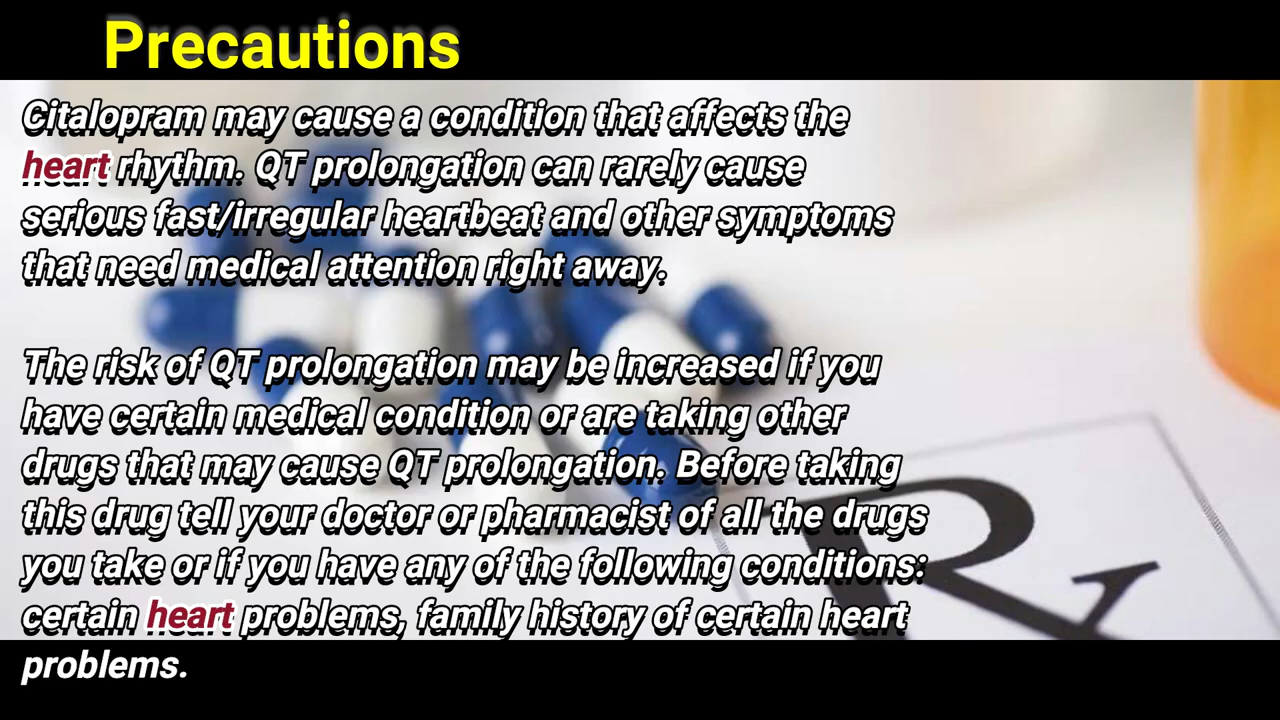 Precautions
Citalopram may cause a condition that affects the
heart rhythm. QT prolongation can rarely cause
serious fast/irregular heartbeat and other symptoms
that need medical attention right away.
The risk of QT prolongation may be increased if you
have certain medical condition or are taking other
drugs that may cause QT prolongation. Before taking
this drug tell your doctor or pharmacist of all the drugs
you take or if you have any of the following conditions:
certain heart problems, family history of certain heart
problems.